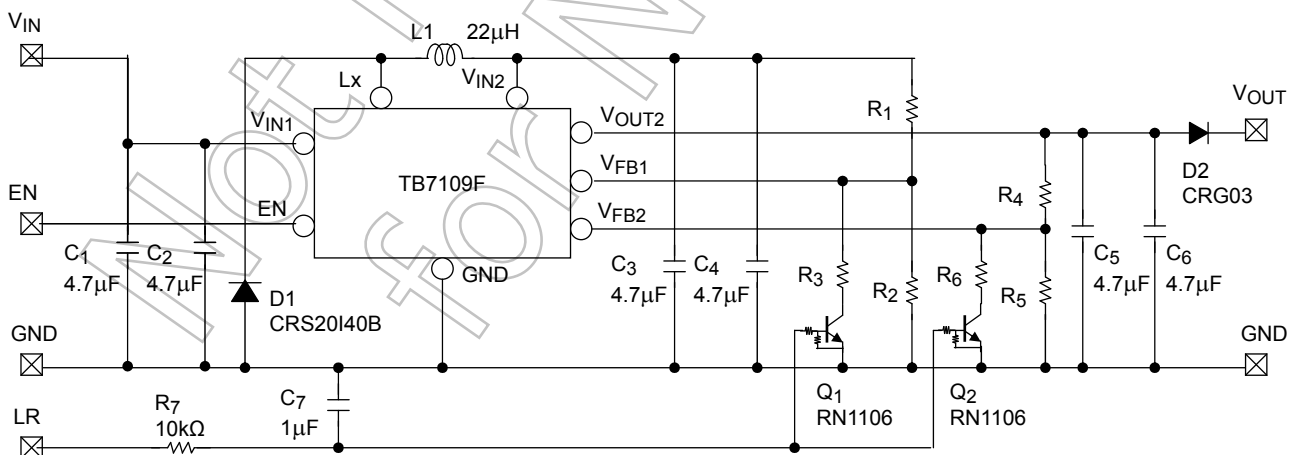 VIN
L1 22μH
Lx
VIN2
VIN1
VOUT2
R1
VOUT
TB7109F
VFB1
D2
CRG03
EN
EN
VFB2
R4
C1
4.7μF
C2
4.7μF
GND
C3
4.7μF
C4
4.7μF
R3
R2
R6
R5
C5
4.7μF
C6
4.7μF
D1
CRS20I40B
GND
GND
R7
10kΩ
C7
1μF
Q1
RN1106
Q2
RN1106
LR
Not
for N